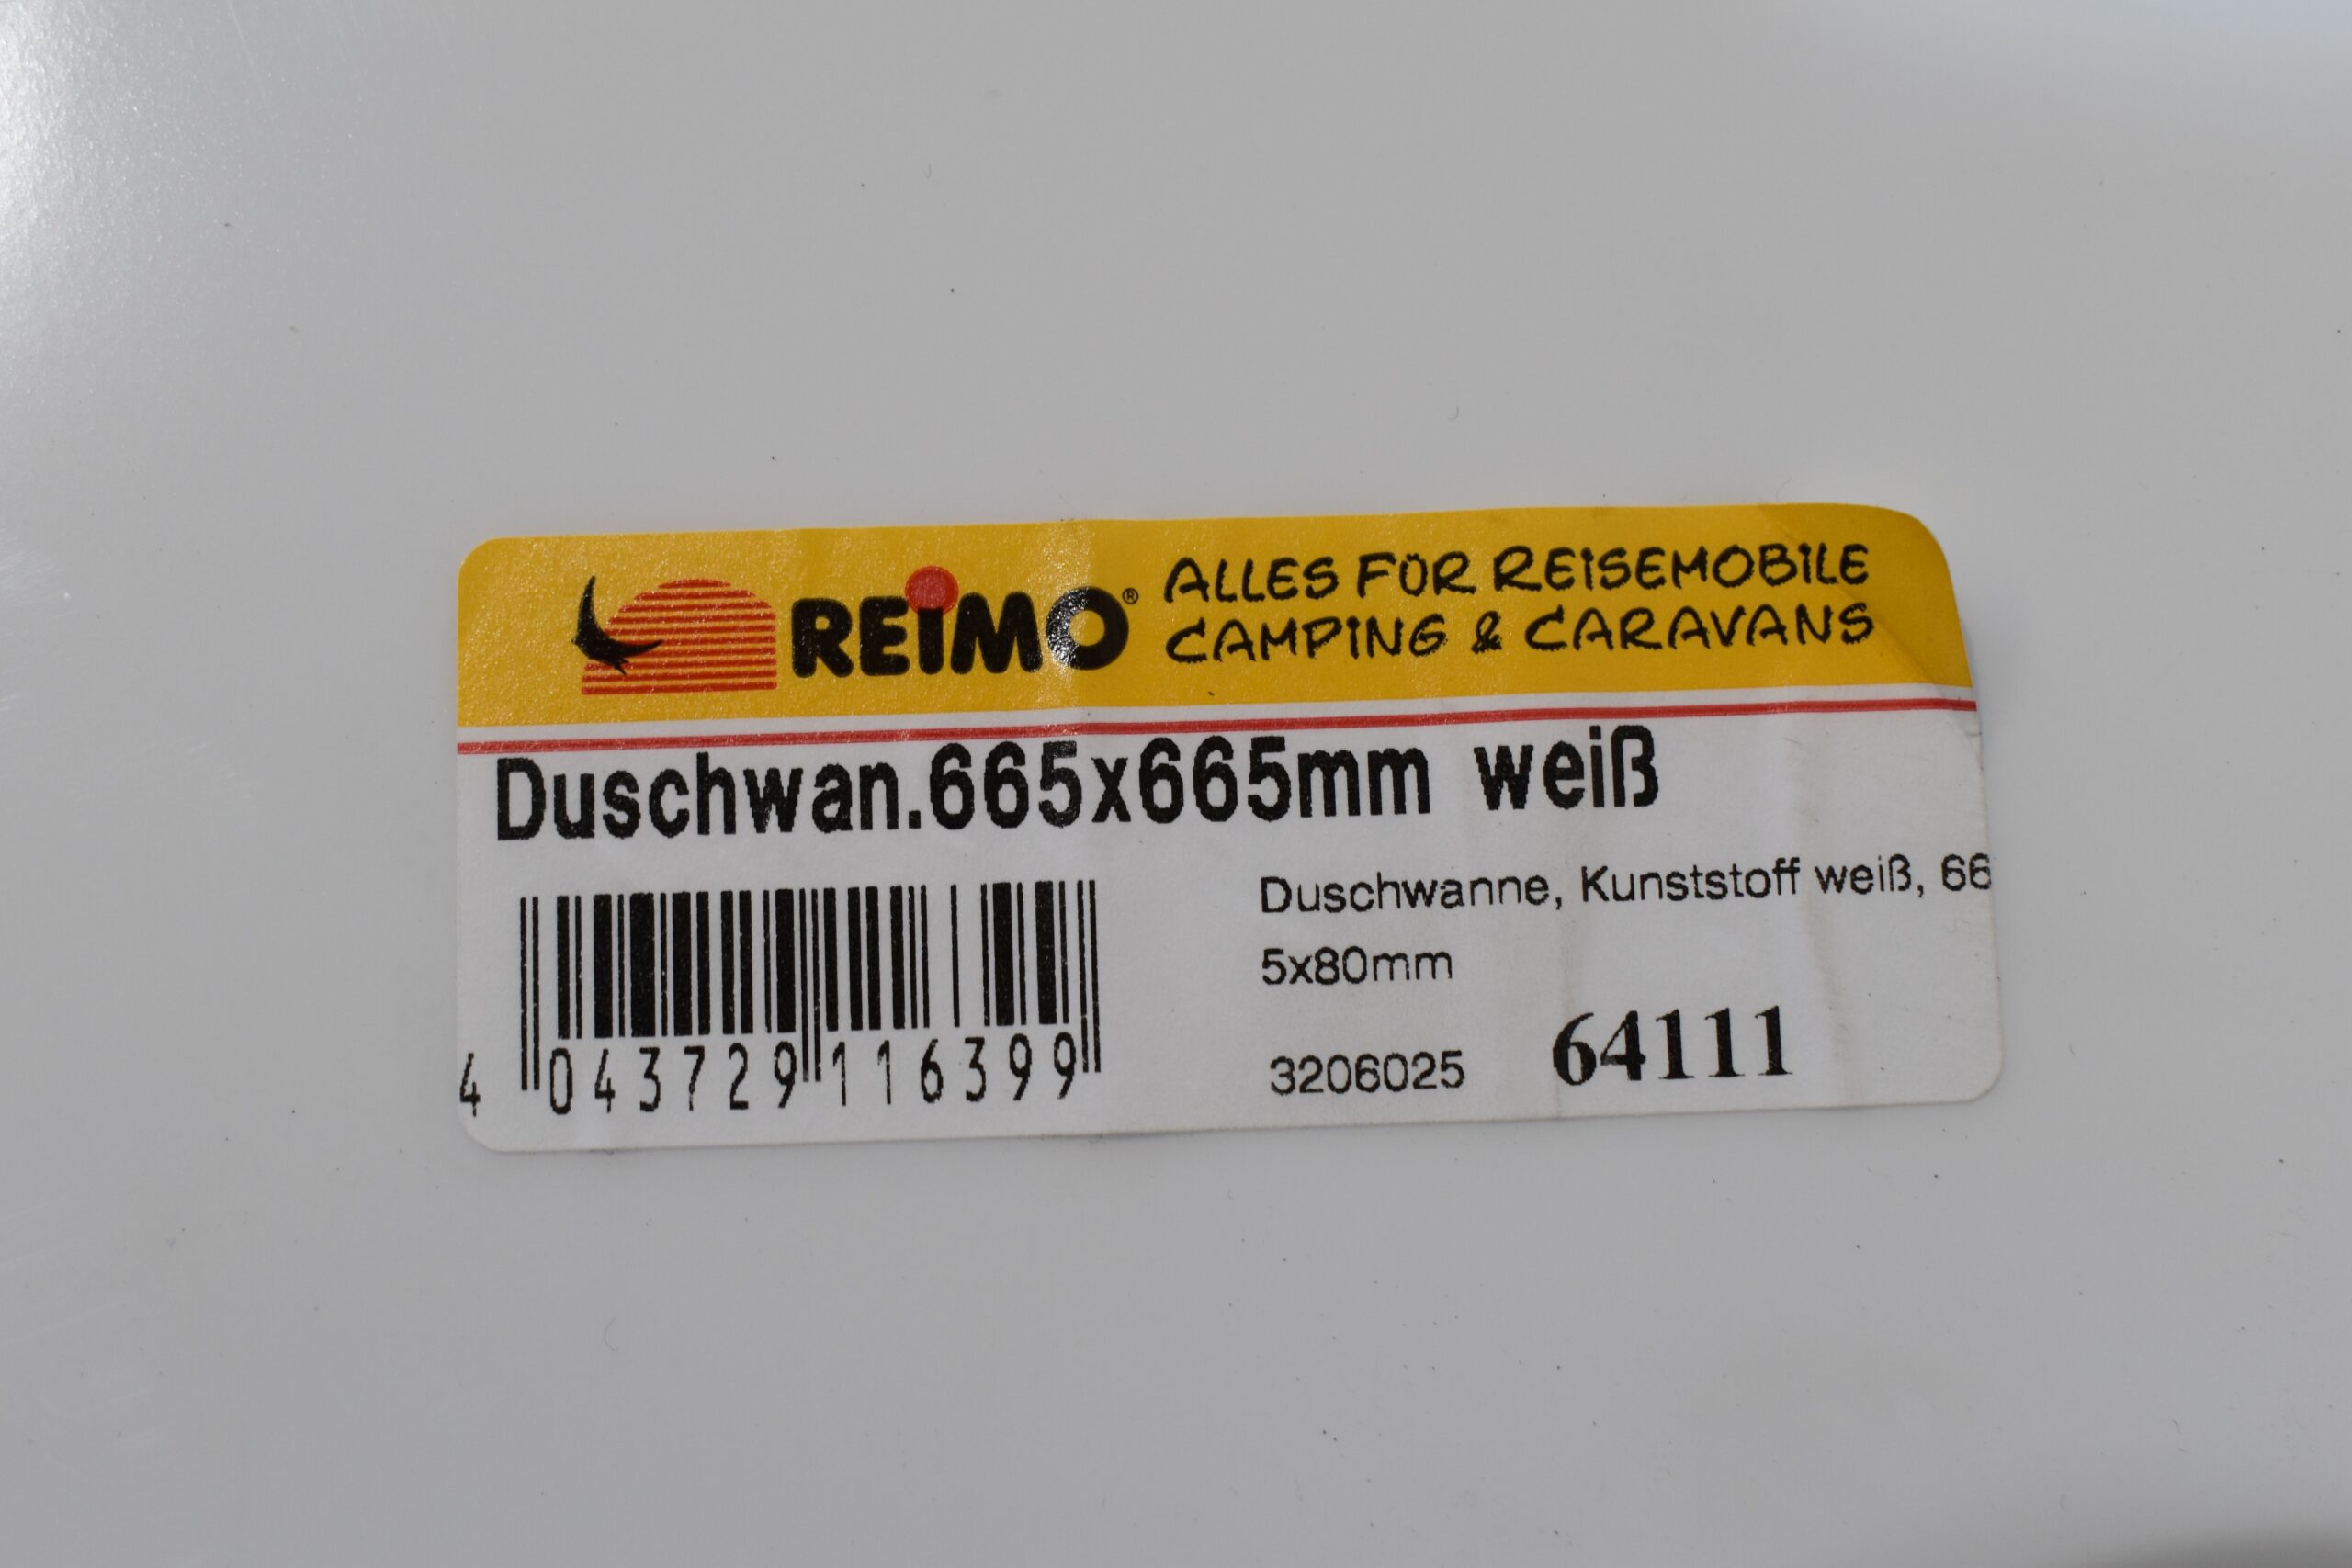 REIMO®
ALLES FÜR REISEMOBILE
CAMPING & CARAVANS
Duschwan.665x665mm weiß
Duschwanne, Kunststoff weiß, 66
5x80mm
4 043729 116399
3206025 64111